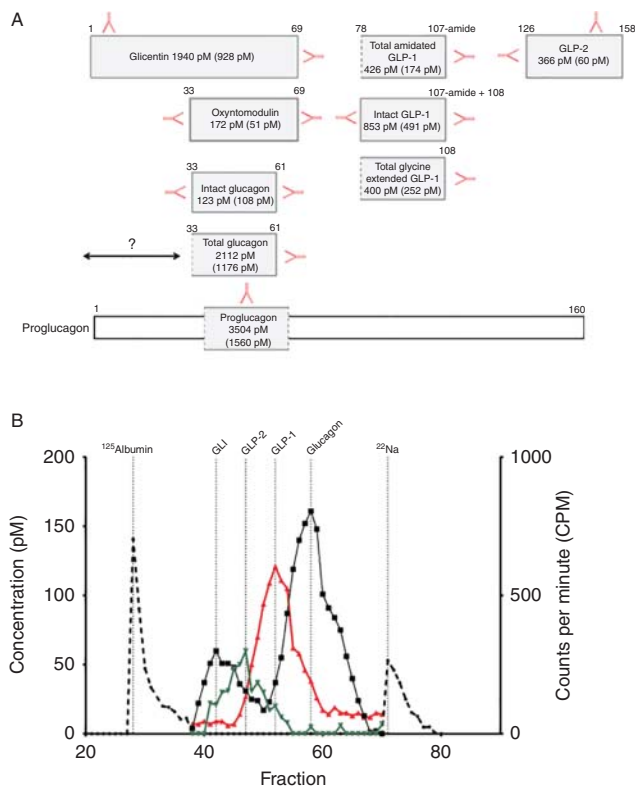 A
1 69
Glicentin 1940 pM (928 pM)
78 107-amide
Total amidated
GLP-1
426 pM (174 pM)
126 158
GLP-2
366 pM (60 pM)
33 69
Oxyntomodulin
172 pM (51 pM)
107-amide + 108
Intact GLP-1
853 pM (491 pM)
33 61
Intact glucagon
123 pM (108 pM)
108
Total glycine
extended GLP-1
400 pM (252 pM)
?
33 61
Total glucagon
2112 pM
(1176 pM)
1 160
Proglucagon
Proglucagon
3504 pM
(1560 pM)
B
125Albumin
GLI
GLP-2
GLP-1
Glucagon
22Na
200
150
100
50
0
Concentration (pM)
1000
500
0
Counts per minute (CPM)
20 40 60 80
Fraction